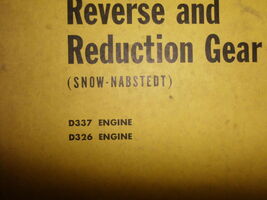 Reverse and
Reduction Gear
(SNOW-NABSTEDT)
D337 ENGINE
D326 ENGINE